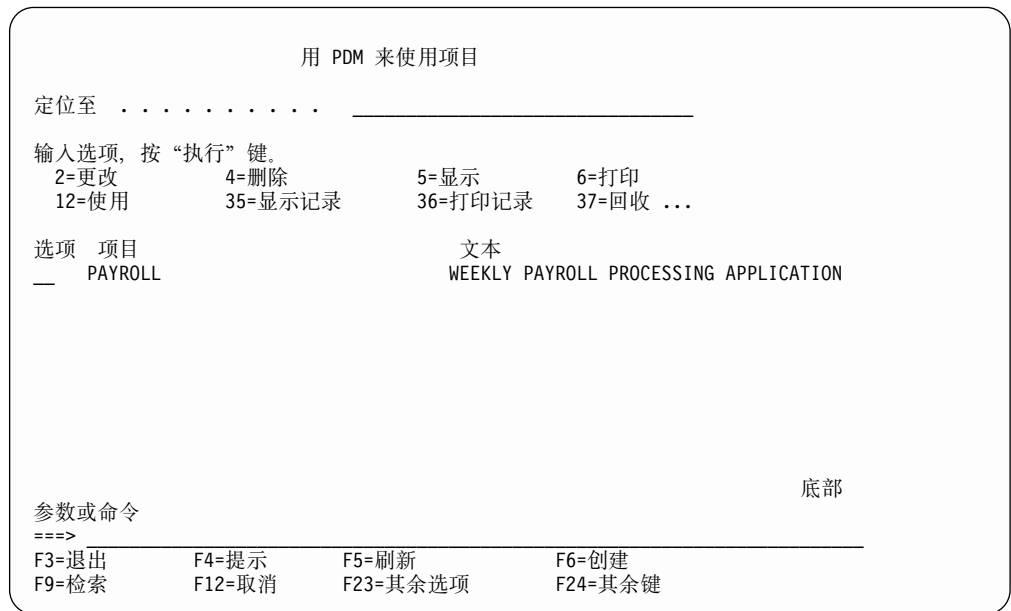 用 PDM 来使用项目
定位至 . . . . . . . . . . ________________________________
输入选项，按“执行”键。
2=更改 4=删除 5=显示 6=打印
12=使用 35=显示记录 36=打印记录 37=回收 ...
选项 项目 文本
__ PAYROLL WEEKLY PAYROLL PROCESSING APPLICATION
底部
参数或命令
===> _________________________________________________________________________
F3=退出 F4=提示 F5=刷新 F6=创建
F9=检索 F12=取消 F23=其余选项 F24=其余键